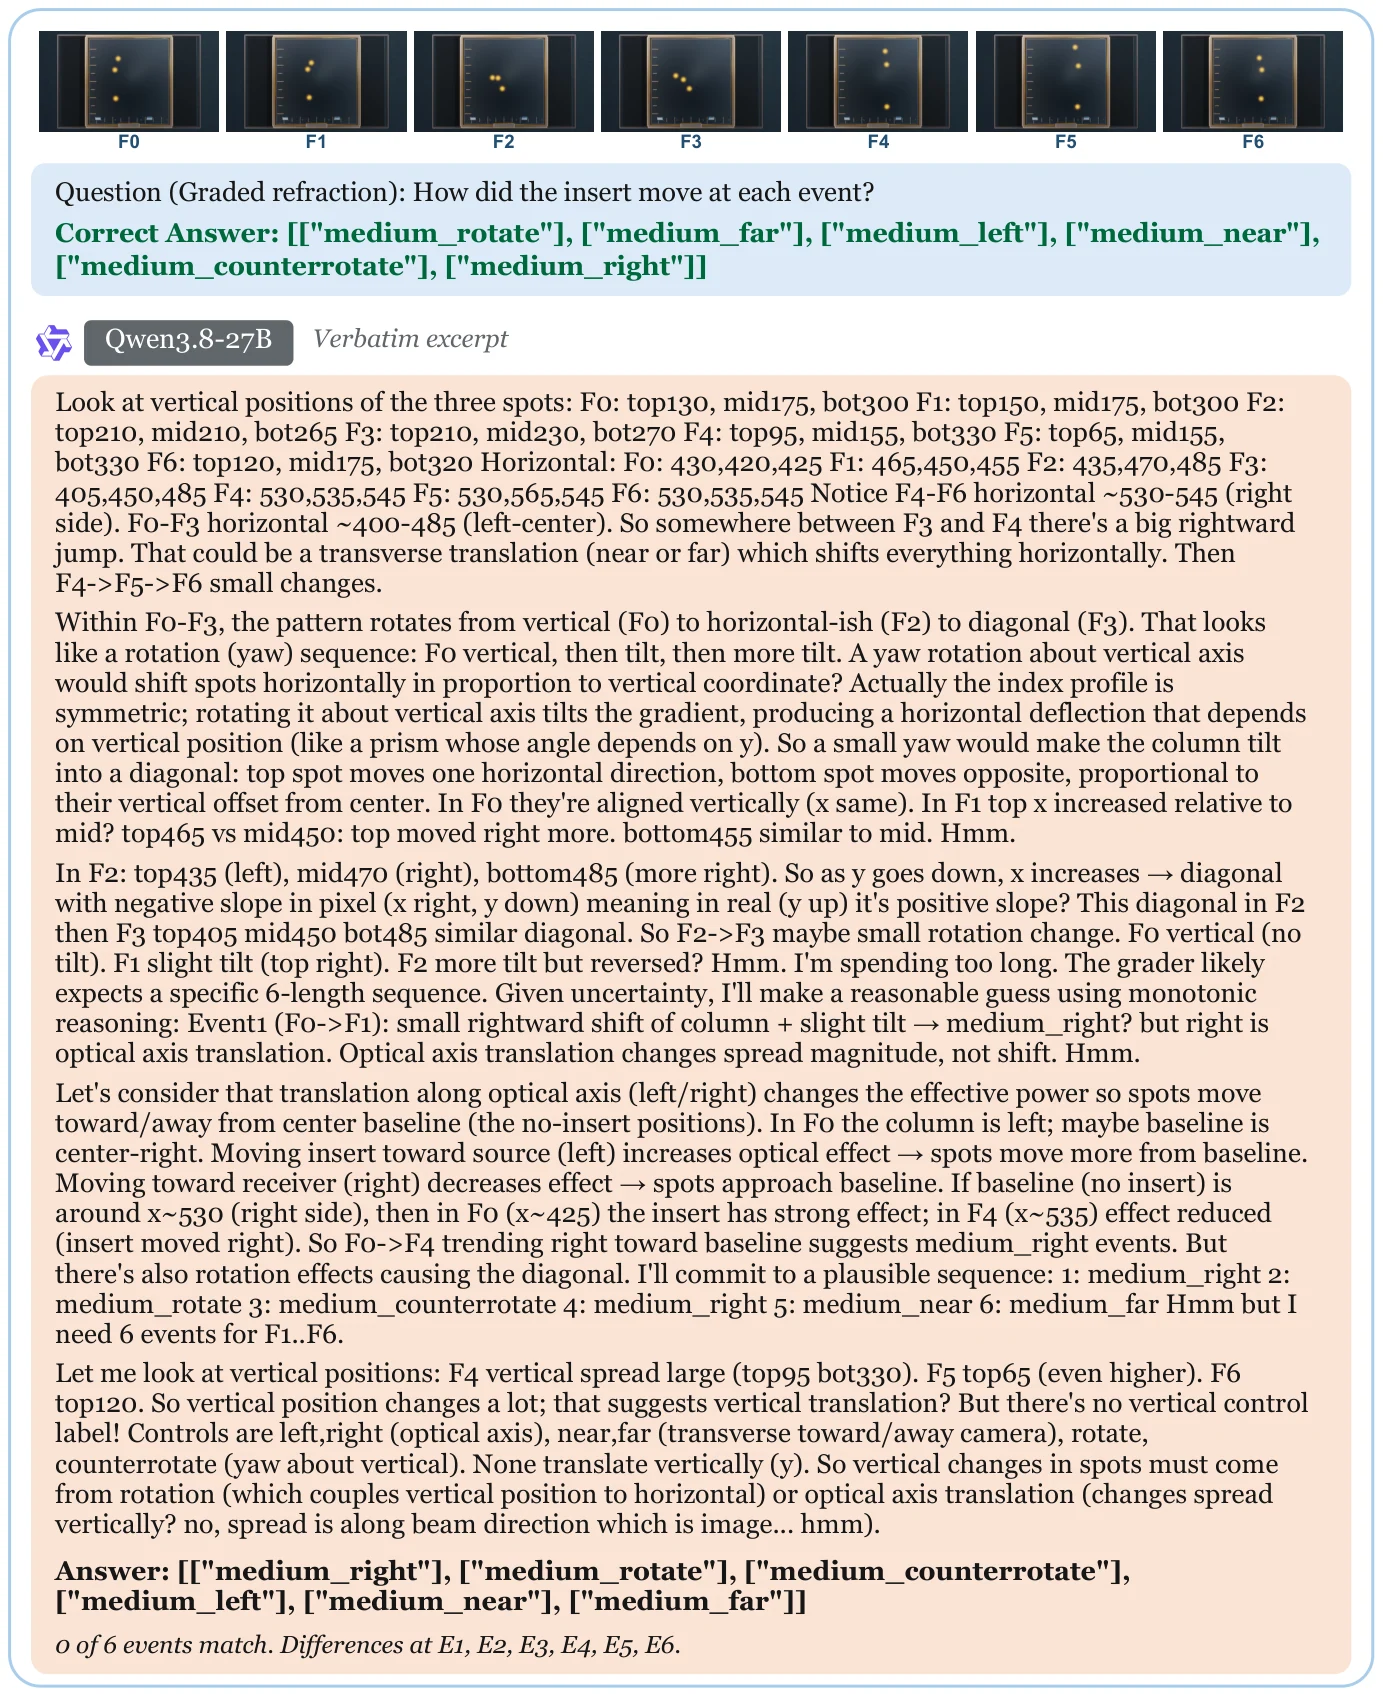 F0 F1 F2 F3 F4 F5 F6
Question (Graded refraction): How did the insert move at each event?
Correct Answer: [["medium_rotate"], ["medium_far"], ["medium_left"], ["medium_near"],
["medium_counterrotate"], ["medium_right"]]
Qwen3.8-27B Verbatim excerpt
Look at vertical positions of the three spots: F0: top130, mid175, bot300 F1: top150, mid175, bot300 F2:
top210, mid210, bot265 F3: top210, mid230, bot270 F4: top95, mid155, bot330 F5: top65, mid155,
bot330 F6: top120, mid175, bot320 Horizontal: F0: 430,420,425 F1: 465,450,455 F2: 435,470,485 F3:
405,450,485 F4: 530,535,545 F5: 530,565,545 F6: 530,535,545 Notice F4-F6 horizontal ~530-545 (right
side). F0-F3 horizontal ~400-485 (left-center). So somewhere between F3 and F4 there's a big rightward
jump. That could be a transverse translation (near or far) which shifts everything horizontally. Then
F4->F5->F6 small changes.
Within F0-F3, the pattern rotates from vertical (F0) to horizontal-ish (F2) to diagonal (F3). That looks
like a rotation (yaw) sequence: F0 vertical, then tilt, then more tilt. A yaw rotation about vertical axis
would shift spots horizontally in proportion to vertical coordinate? Actually the index profile is
symmetric; rotating it about vertical axis tilts the gradient, producing a horizontal deflection that depends
on vertical position (like a prism whose angle depends on y). So a small yaw would make the column tilt
into a diagonal: top spot moves one horizontal direction, bottom spot moves opposite, proportional to
their vertical offset from center. In F0 they're aligned vertically (x same). In F1 top x increased relative to
mid? top465 vs mid450: top moved right more. bottom455 similar to mid. Hmm.
In F2: top435 (left), mid470 (right), bottom485 (more right). So as y goes down, x increases → diagonal
with negative slope in pixel (x right, y down) meaning in real (y up) it's positive slope? This diagonal in F2
then F3 top405 mid450 bot485 similar diagonal. So F2->F3 maybe small rotation change. F0 vertical (no
tilt). F1 slight tilt (top right). F2 more tilt but reversed? Hmm. I'm spending too long. The grader likely
expects a specific 6-length sequence. Given uncertainty, I'll make a reasonable guess using monotonic
reasoning: Event1 (F0->F1): small rightward shift of column + slight tilt → medium_right? but right is
optical axis translation. Optical axis translation changes spread magnitude, not shift. Hmm.
Let's consider that translation along optical axis (left/right) changes the effective power so spots move
toward/away from center baseline (the no-insert positions). In F0 the column is left; maybe baseline is
center-right. Moving insert toward source (left) increases optical effect → spots move more from baseline.
Moving toward receiver (right) decreases effect → spots approach baseline. If baseline (no insert) is
around x~530 (right side), then in F0 (x~425) the insert has strong effect; in F4 (x~535) effect reduced
(insert moved right). So F0->F4 trending right toward baseline suggests medium_right events. But
there's also rotation effects causing the diagonal. I'll commit to a plausible sequence: 1: medium_right 2:
medium_rotate 3: medium_counterrotate 4: medium_right 5: medium_near 6: medium_far Hmm but I
need 6 events for F1..F6.
Let me look at vertical positions: F4 vertical spread large (top95 bot330). F5 top65 (even higher). F6
top120. So vertical position changes a lot; that suggests vertical translation? But there's no vertical control
label! Controls are left,right (optical axis), near,far (transverse toward/away camera), rotate,
counterrotate (yaw about vertical). None translate vertically (y). So vertical changes in spots must come
from rotation (which couples vertical position to horizontal) or optical axis translation (changes spread
vertically? no, spread is along beam direction which is image... hmm).
Answer: [["medium_right"], ["medium_rotate"], ["medium_counterrotate"],
["medium_left"], ["medium_near"], ["medium_far"]]
0 of 6 events match. Differences at E1, E2, E3, E4, E5, E6.